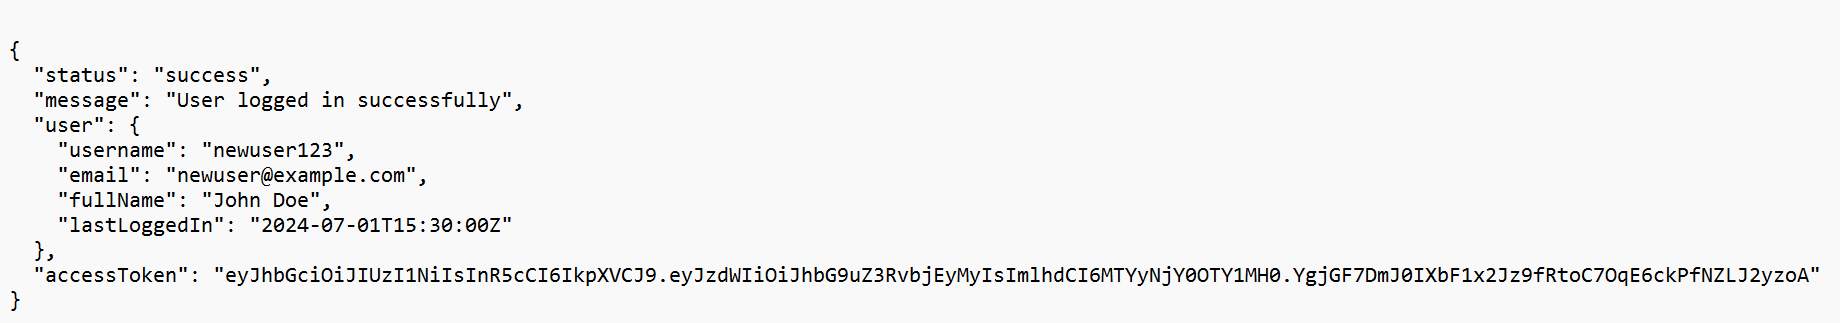 {
  "status": "success",
  "message": "User logged in successfully",
  "user": {
    "username": "newuser123",
    "email": "newuser@example.com",
    "fullName": "John Doe",
    "lastLoggedIn": "2024-07-01T15:30:00Z"
  },
  "accessToken": "eyJhbGciOiJIUzI1NiIsInR5cCI6IkpXVCJ9.eyJzdWIiOiJhbG9uZ3RvbjEyMyIsImlhdCI6MTYyNjY0OTY1MH0.YgjGF7DmJ0IXbF1x2Jz9fRtoC7OqE6ckPfNZLJ2yzoA"
}